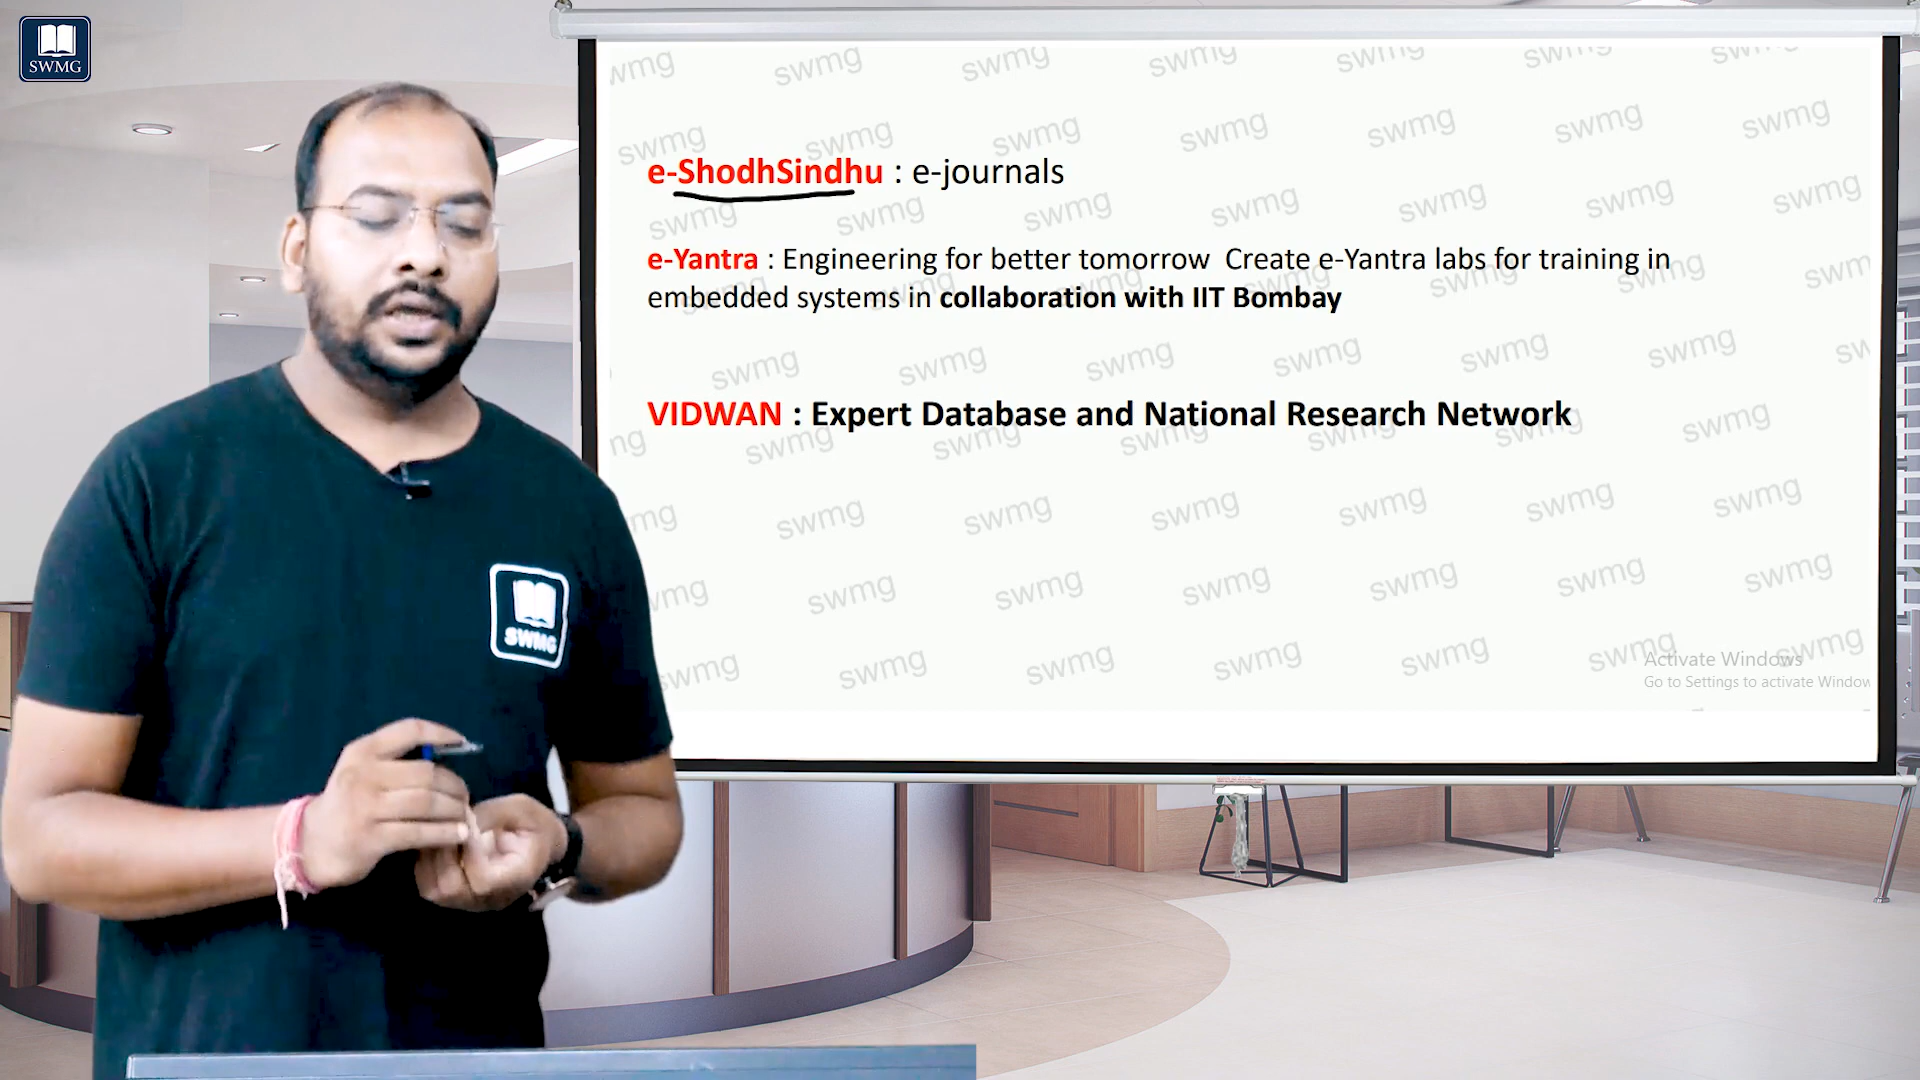 SWMG
e-ShodhSindhu : e-journals
e-Yantra : Engineering for better tomorrow Create e-Yantra labs for training in
embedded systems in collaboration with IIT Bombay
VIDWAN : Expert Database and National Research Network
SWMG
Activate Windows
Go to Settings to activate Window
swmg